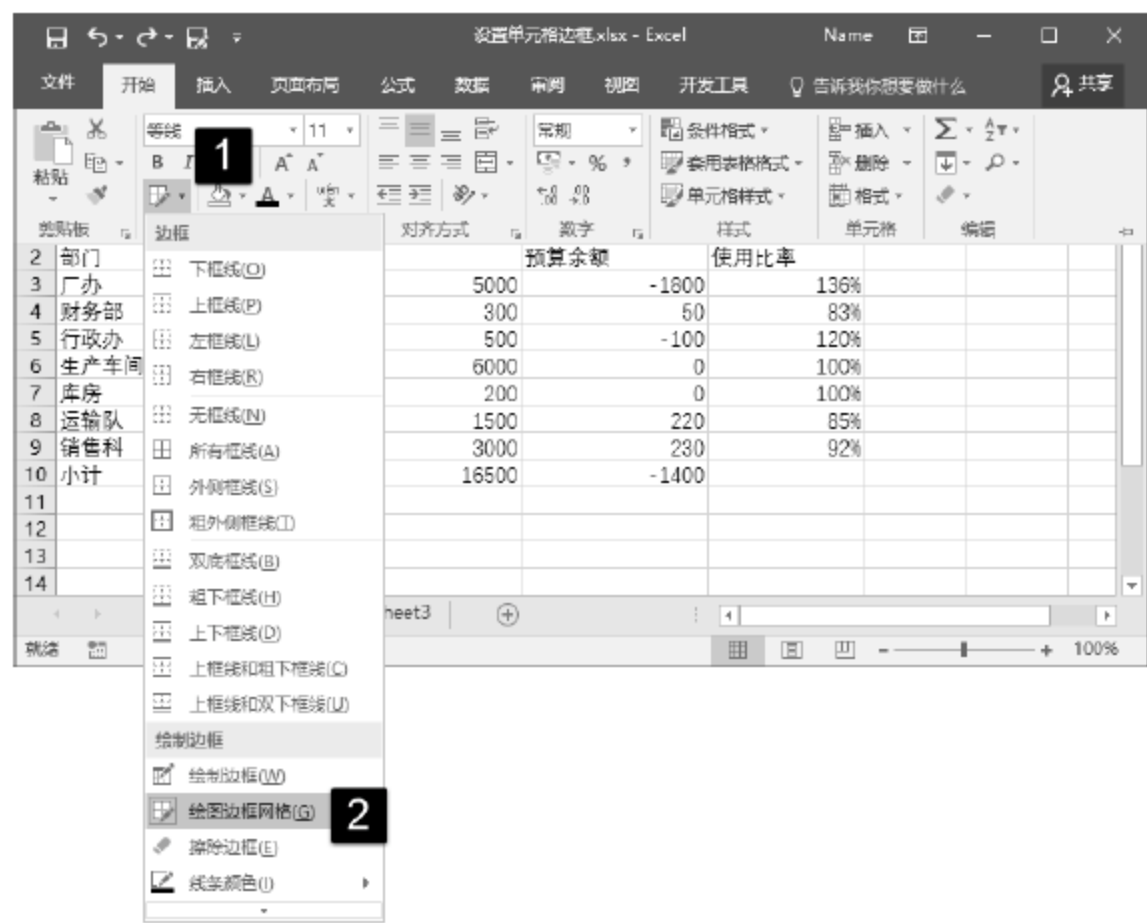 设置单元格边框.xlsx - Excel Name
文件 开始 插入 页面布局 公式 数据 审阅 视图 开发工具 告诉我你想要做什么 共享
等线 11 常规 条件格式 插入
1
B I % 套用表格格式 删除
粘贴 单元格样式 格式
剪贴板 对齐方式 数字 样式 单元格 编辑
边框
下框线(O)
上框线(P)
左框线(L)
右框线(R)
无框线(N)
所有框线(A)
外侧框线(S)
粗外侧框线(T)
双底框线(B)
粗下框线(H)
上下框线(D)
上框线和粗下框线(C)
上框线和双下框线(U)
绘制边框
绘制边框(W)
绘图边框网格(G) 2
擦除边框(E)
线条颜色(I)
2 部门 预算余额 使用比率
3 厂办 5000 -1800 136%
4 财务部 300 50 83%
5 行政办 500 -100 120%
6 生产车间 6000 0 100%
7 库房 200 0 100%
8 运输队 1500 220 85%
9 销售科 3000 230 92%
10 小计 16500 -1400
11
12
13
14
heet3
就绪 100%